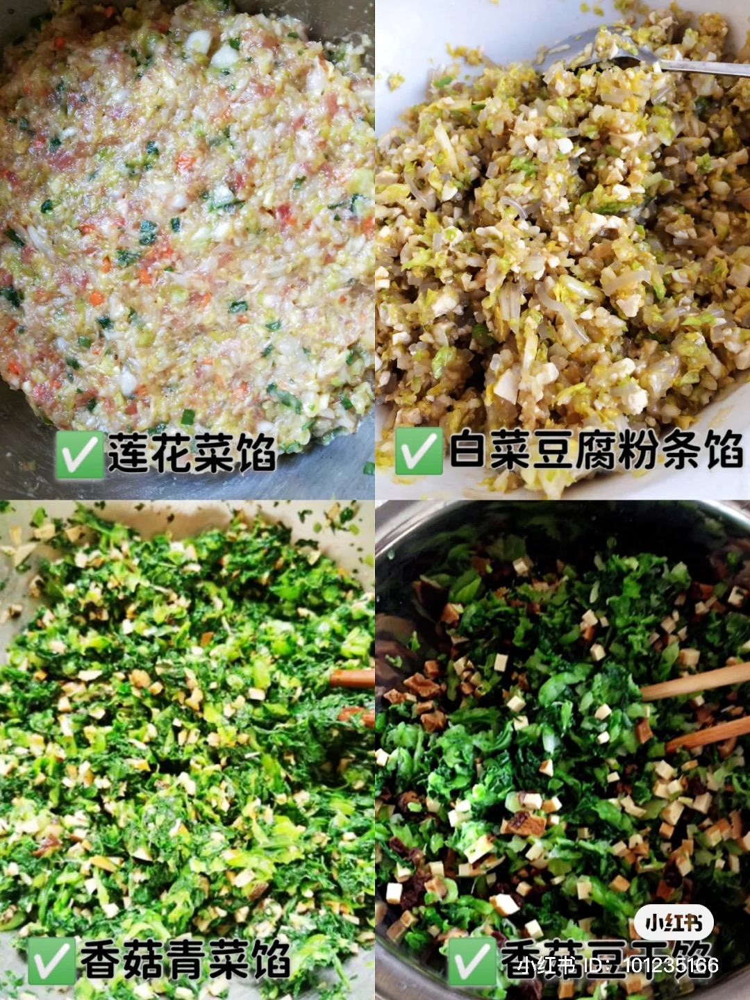 ✅莲花菜馅
✅白菜豆腐粉条馅
✅香菇青菜馅
小红书
✅香菇豆干馅
小红书 ID: 101235166